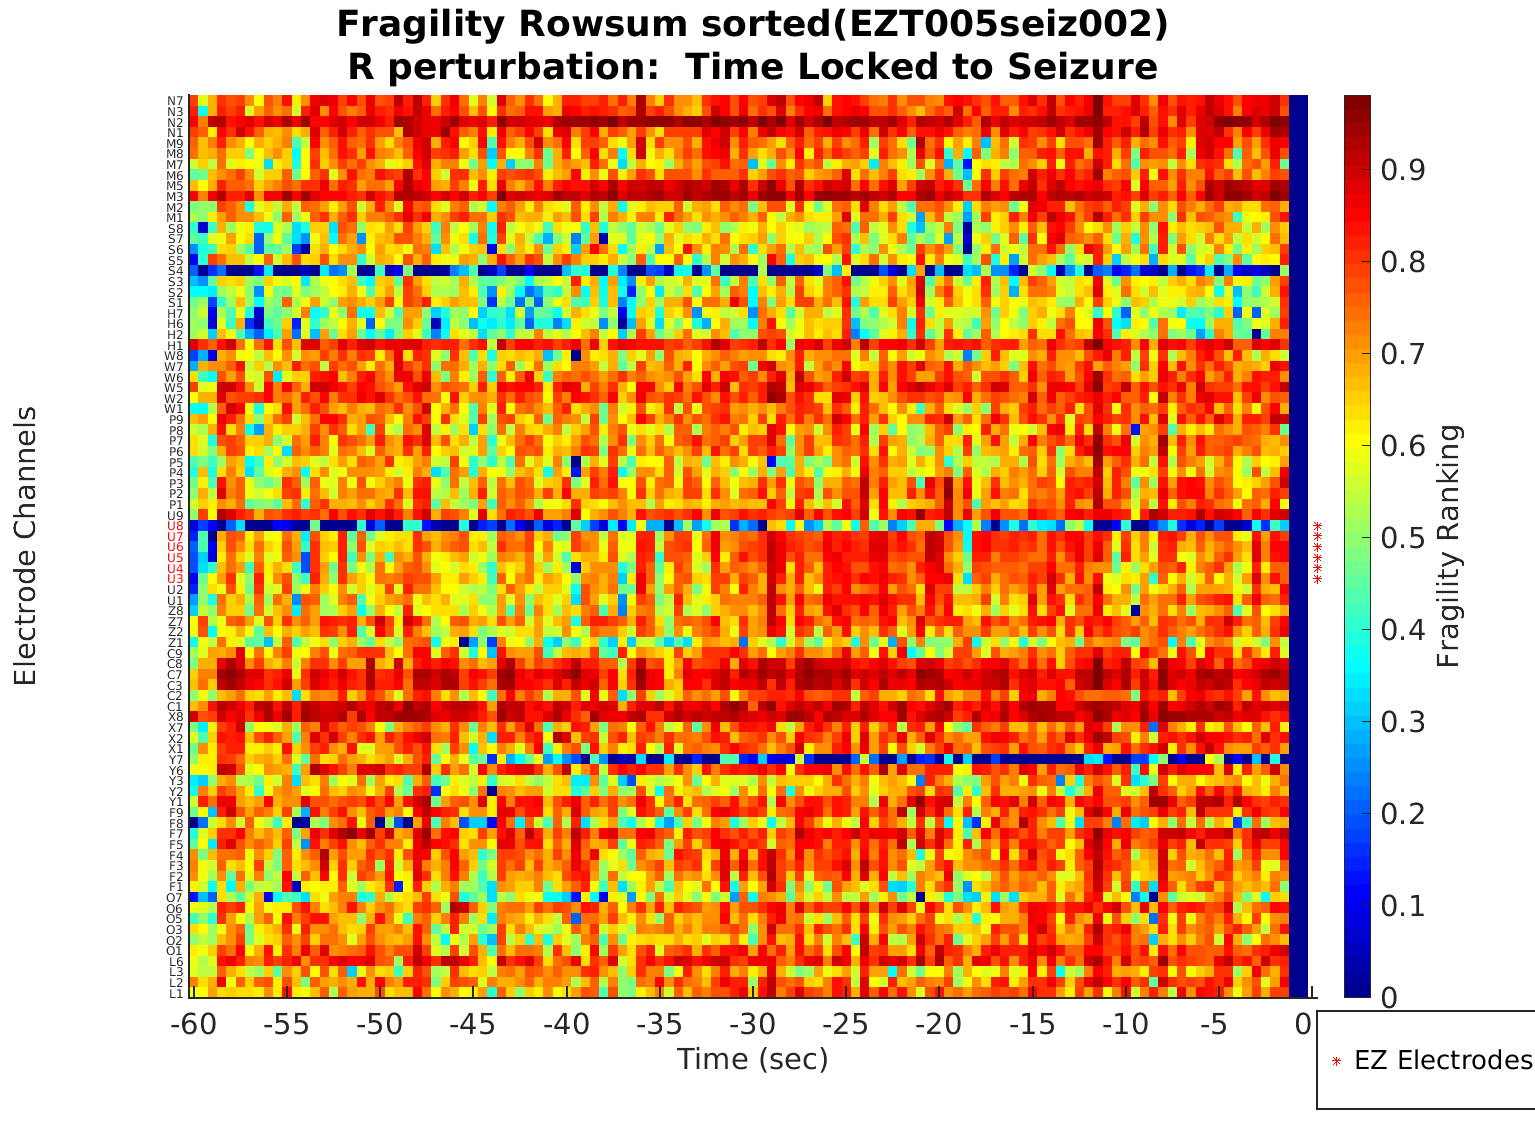 Fragility Rowsum sorted(EZT005seiz002)
R perturbation:  Time Locked to Seizure
Electrode Channels
N7
N3
N2
N1
M9
M8
M7
M6
M5
M3
M2
M1
S8
S7
S6
S5
S4
S3
S2
S1
H7
H6
H2
H1
W8
W7
W6
W5
W2
W1
P9
P8
P7
P6
P5
P4
P3
P2
P1
U9
U8
U7
U6
U5
U4
U3
U2
U1
Z8
Z7
Z2
Z1
C9
C8
C7
C3
C2
C1
X8
X7
X2
X1
Y7
Y6
Y3
Y2
Y1
F9
F8
F7
F5
F4
F3
F2
F1
O7
O6
O5
O3
O2
O1
L6
L3
L2
L1
-60 -55 -50 -45 -40 -35 -30 -25 -20 -15 -10 -5 0
Time (sec)
0.9
0.8
0.7
0.6
0.5
0.4
0.3
0.2
0.1
0
Fragility Ranking
EZ Electrodes